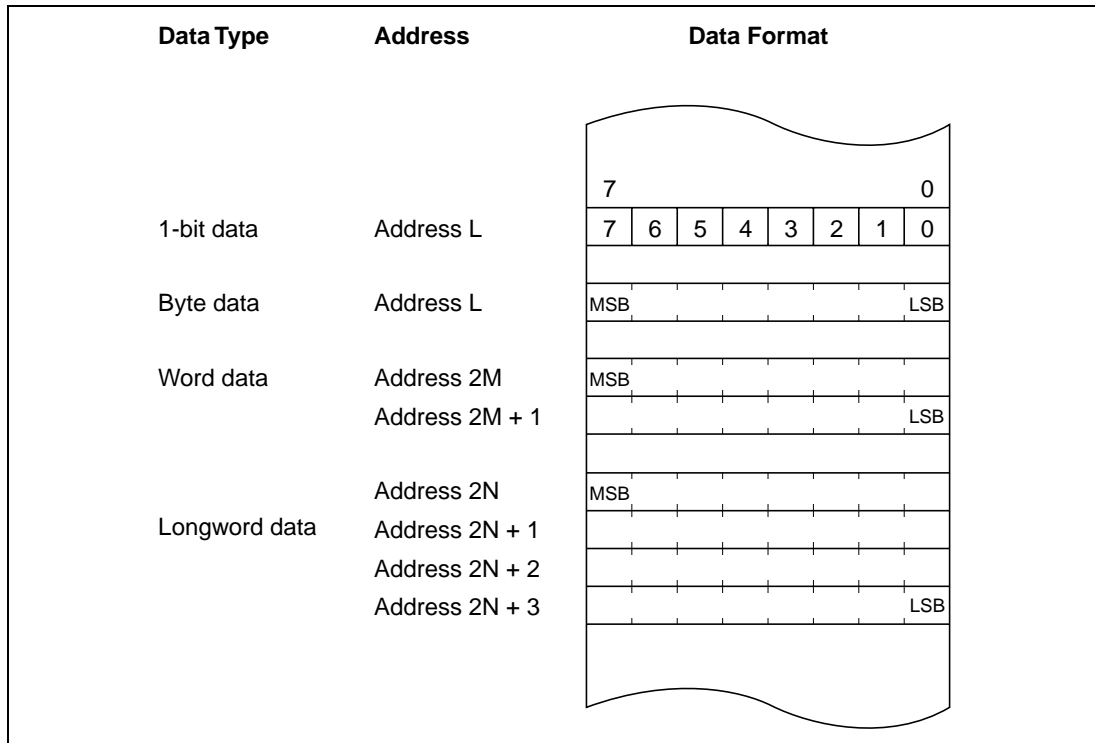 Data Type Address Data Format
7 0
1-bit data Address L 7 6 5 4 3 2 1 0
Byte data Address L MSB LSB
Word data Address 2M MSB
Address 2M + 1 LSB
Address 2N MSB
Longword data Address 2N + 1
Address 2N + 2
Address 2N + 3 LSB